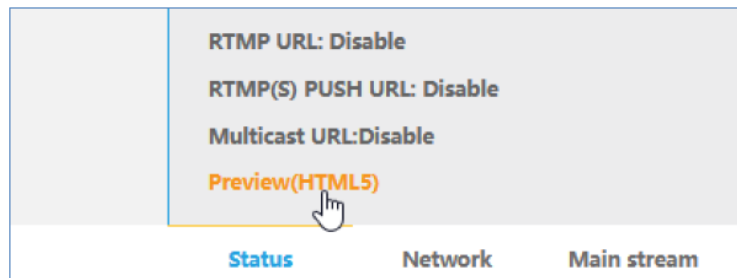 RTMP URL: Disable
RTMP(S) PUSH URL: Disable
Multicast URL:Disable
Preview(HTML5)
Status Network Main stream